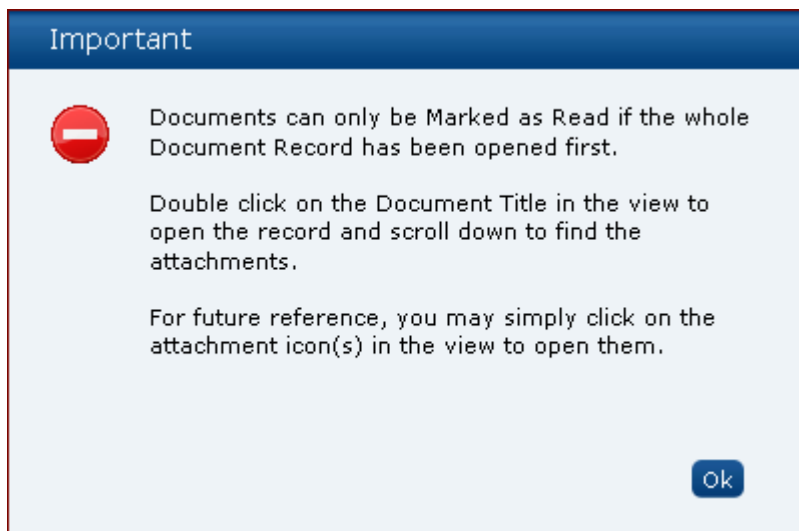 Important
Documents can only be Marked as Read if the whole
Document Record has been opened first.
Double click on the Document Title in the view to
open the record and scroll down to find the
attachments.
For future reference, you may simply click on the
attachment icon(s) in the view to open them.
Ok